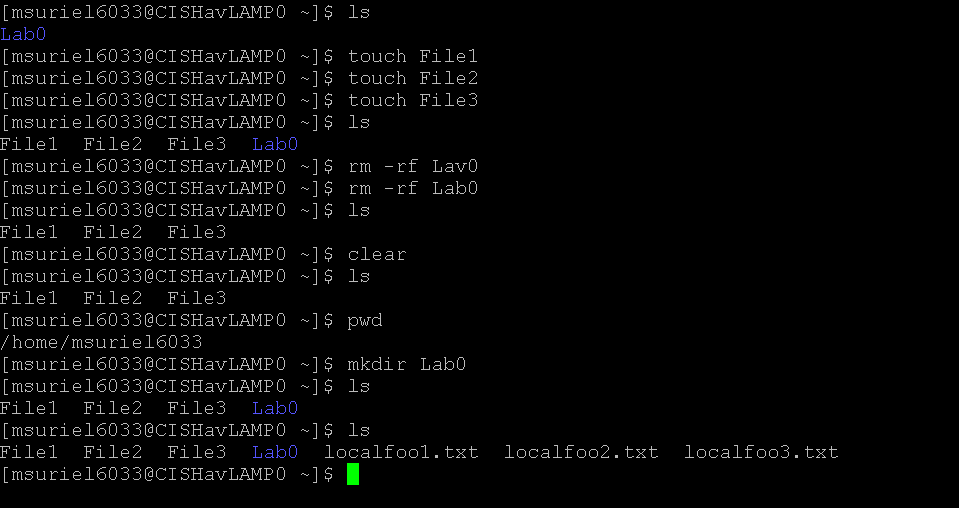 [msuriel6033@CISHavLAMP0 ~]$ ls
Lab0
[msuriel6033@CISHavLAMP0 ~]$ touch File1
[msuriel6033@CISHavLAMP0 ~]$ touch File2
[msuriel6033@CISHavLAMP0 ~]$ touch File3
[msuriel6033@CISHavLAMP0 ~]$ ls
File1  File2  File3  Lab0
[msuriel6033@CISHavLAMP0 ~]$ rm -rf Lav0
[msuriel6033@CISHavLAMP0 ~]$ rm -rf Lab0
[msuriel6033@CISHavLAMP0 ~]$ ls
File1  File2  File3
[msuriel6033@CISHavLAMP0 ~]$ clear
[msuriel6033@CISHavLAMP0 ~]$ ls
File1  File2  File3
[msuriel6033@CISHavLAMP0 ~]$ pwd
/home/msuriel6033
[msuriel6033@CISHavLAMP0 ~]$ mkdir Lab0
[msuriel6033@CISHavLAMP0 ~]$ ls
File1  File2  File3  Lab0
[msuriel6033@CISHavLAMP0 ~]$ ls
File1  File2  File3  Lab0  localfoo1.txt  localfoo2.txt  localfoo3.txt
[msuriel6033@CISHavLAMP0 ~]$